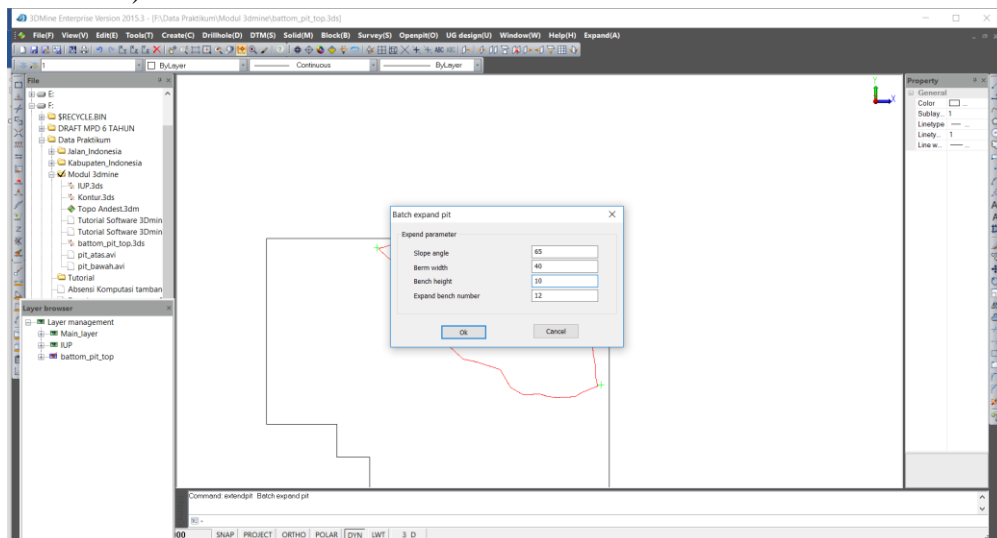 3DMine Enterprise Version 2015.3 - [F:\Data Praktikum\Modul 3dmine\battom_pit_top.3ds]
File(F) View(V) Edit(E) Tools(T) Create(C) Drillhole(D) DTM(S) Solid(M) Block(B) Survey(S) Openpit(O) UG design(U) Window(W) Help(H) Expand(A)
1 ByLayer Continuous ByLayer
File
E:
F:
$RECYCLE.BIN
DRAFT MPD 6 TAHUN
Data Praktikum
Jalan_Indonesia
Kabupaten_Indonesia
Modul 3dmine
IUP.3ds
Kontur.3ds
Topo Andest.3dm
Tutorial Software 3Dmin
Tutorial Software 3Dmin
battom_pit_top.3ds
pit_atas.avi
pit_bawah.avi
Tutorial
Absensi Komputasi tamban
Layer browser
Layer management
Main_layer
IUP
battom_pit_top
Batch expand pit
Expend parameter
Slope angle 65
Berm width 40
Bench height 10
Expand bench number 12
Ok Cancel
Y
X
Property
General
Color ...
Sublay... 1
Linetype ...
Linety... 1
Line w... ...
Command: extendpit Batch expand pit
00 SNAP PROJECT ORTHO POLAR DYN LWT 3 D